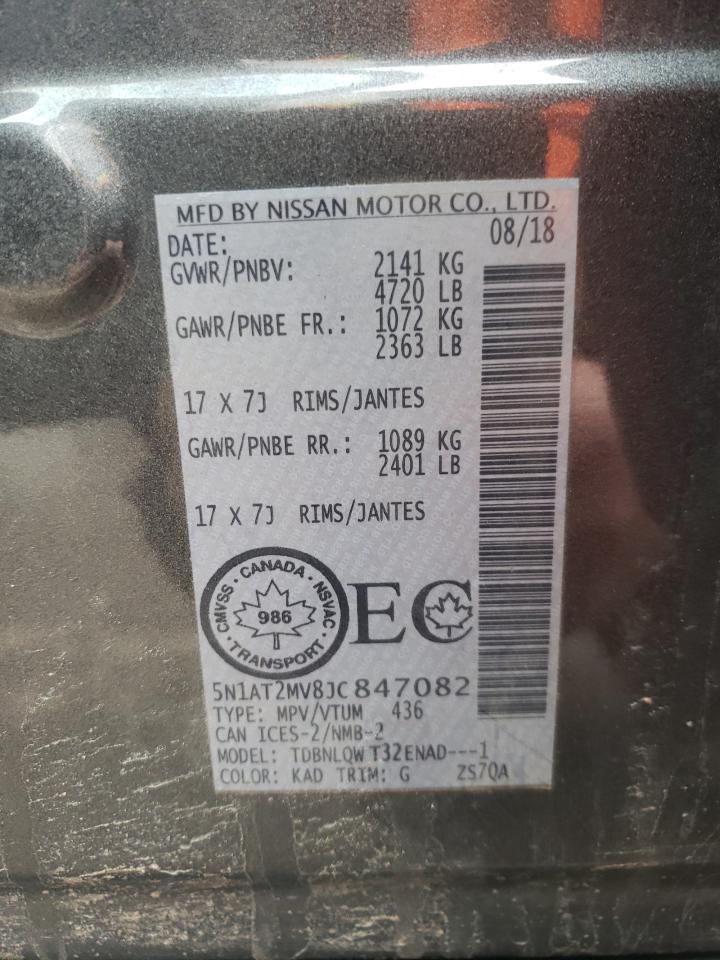 MFD BY NISSAN MOTOR CO., LTD.
DATE: 08/18
GVWR/PNBV: 2141 KG
4720 LB
GAWR/PNBE FR.: 1072 KG
2363 LB
17 X 7J RIMS/JANTES
GAWR/PNBE RR.: 1089 KG
2401 LB
17 X 7J RIMS/JANTES
CMVSS · CANADA · NSVAC · TRANSPORT ·
986
EC
5N1AT2MV8JC847082
TYPE: MPV/VTUM 436
CAN ICES-2/NMB-2
MODEL: TDBNLQW T32ENAD---1
COLOR: KAD TRIM: G ZS7QA